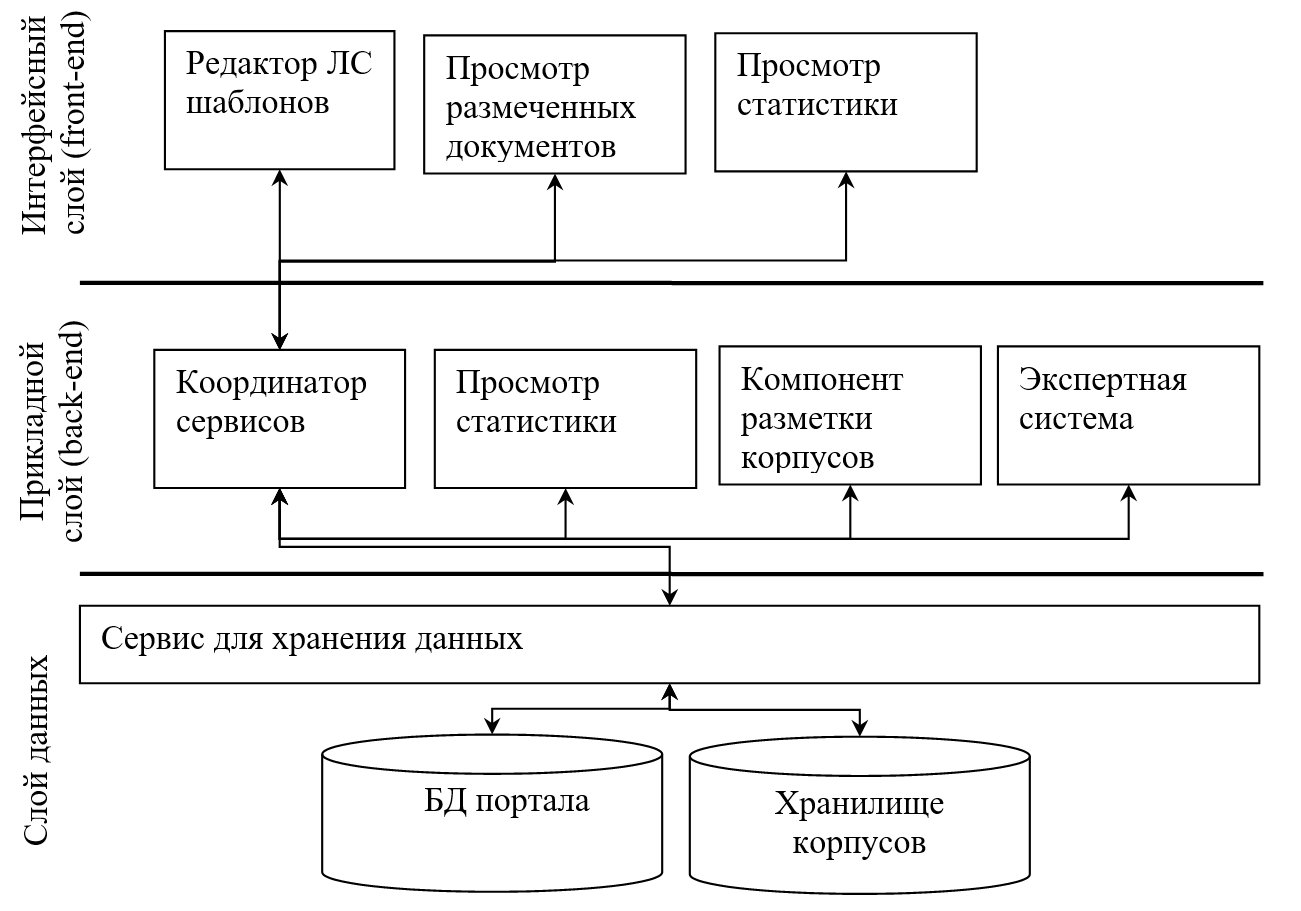 Интерфейсный
слой (front-end)
Редактор ЛС
шаблонов
Просмотр
размеченных
документов
Просмотр
статистики
Прикладной
слой (back-end)
Координатор
сервисов
Просмотр
статистики
Компонент
разметки
корпусов
Экспертная
система
Слой данных
Сервис для хранения данных
БД портала
Хранилище
корпусов